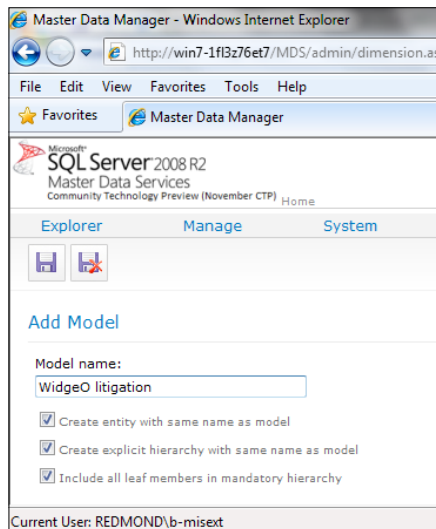 Master Data Manager - Windows Internet Explorer
http://win7-1fl3z76et7/MDS/admin/dimension.as
File Edit View Favorites Tools Help
Favorites Master Data Manager
Microsoft
SQL Server 2008 R2
Master Data Services
Community Technology Preview (November CTP) Home
Explorer Manage System
Add Model
Model name:
WidgeO litigation
Create entity with same name as model
Create explicit hierarchy with same name as model
Include all leaf members in mandatory hierarchy
Current User: REDMOND\b-misext